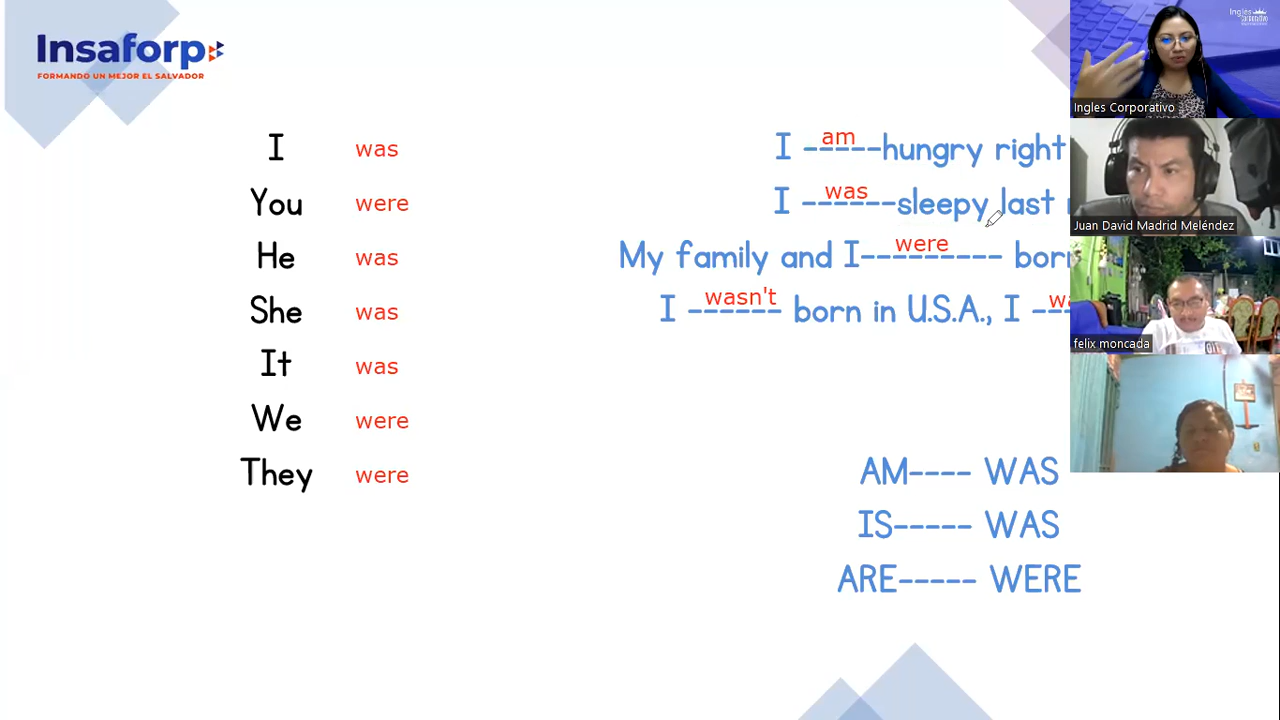 Insaforp
FORMANDO UN MEJOR EL SALVADOR
I was
You were
He was
She was
It was
We were
They were
I --am---hungry right
I ---was---sleepy last
My family and I----were----- born
I ---wasn't--- born in U.S.A., I
AM---- WAS
IS----- WAS
ARE----- WERE
Ingles Corporativo
Juan David Madrid Meléndez
felix moncada